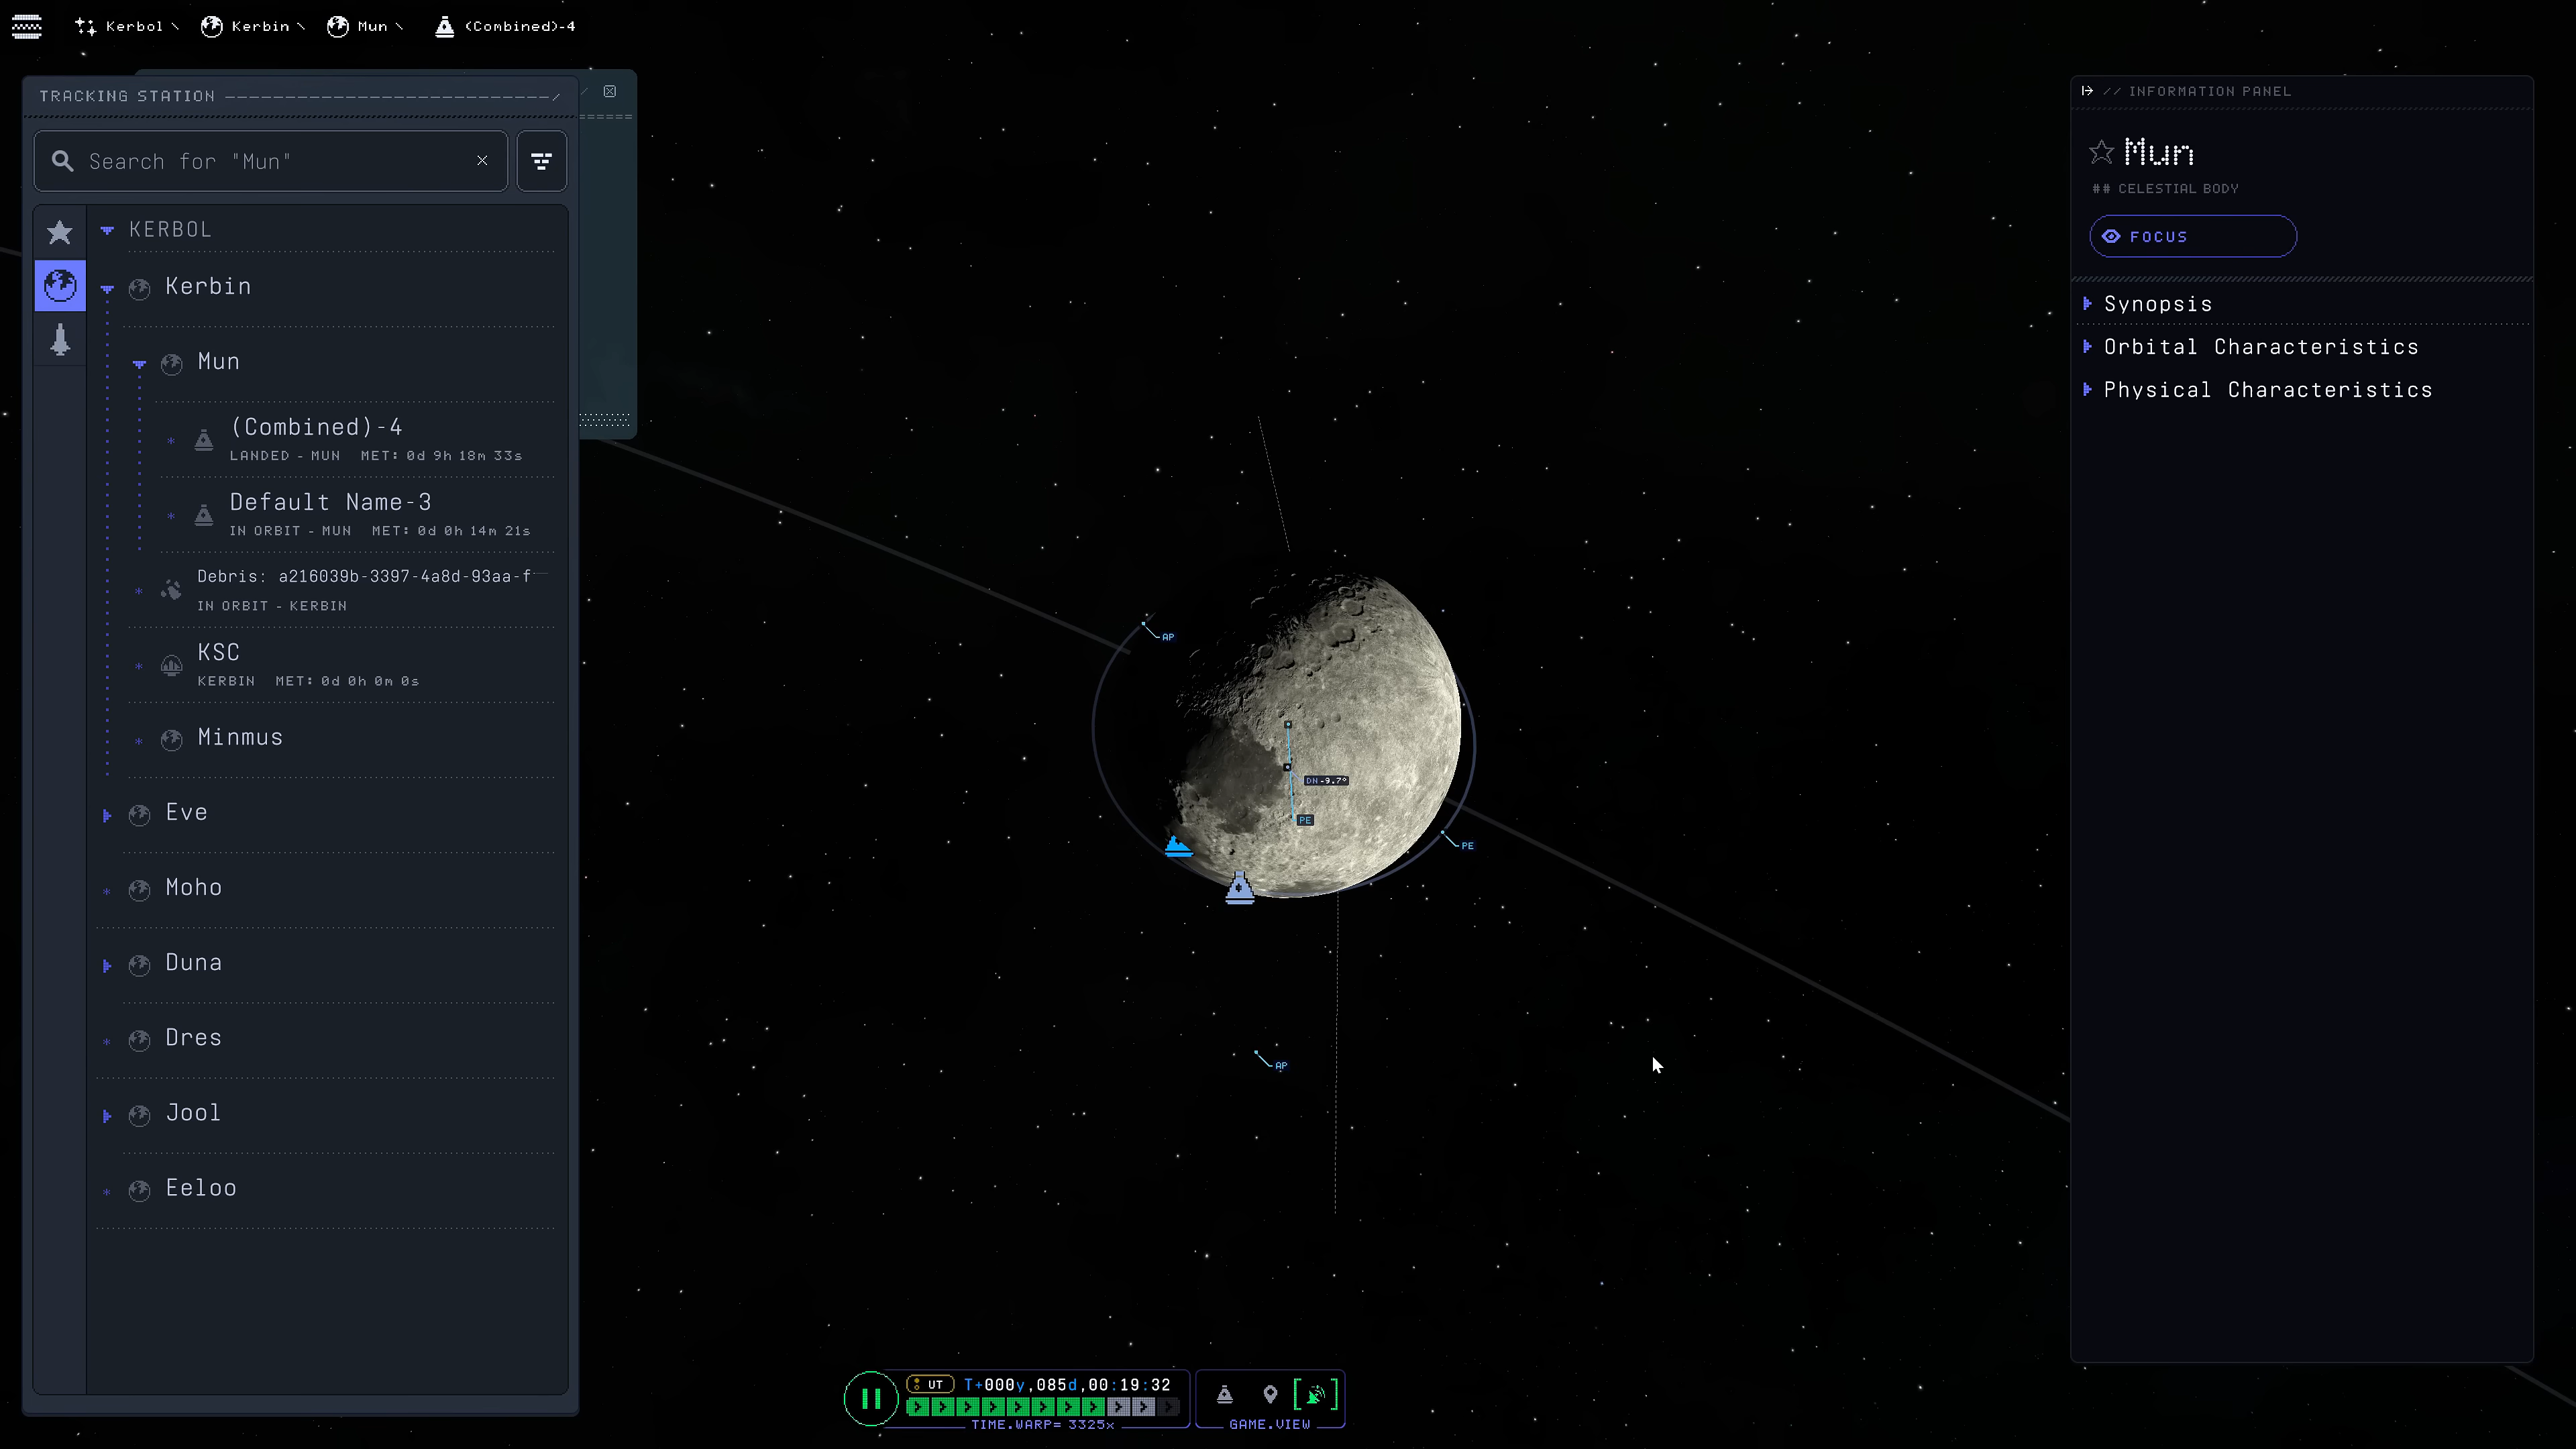 Kerbol \ Kerbin \ Mun \ (Combined)-4
TRACKING STATION
Search for "Mun"
KERBOL
Kerbin
Mun
(Combined)-4
LANDED - MUN MET: 0d 9h 18m 33s
Default Name-3
IN ORBIT - MUN MET: 0d 0h 14m 21s
Debris: a216039b-3397-4a8d-93aa-f
IN ORBIT - KERBIN
KSC
KERBIN MET: 0d 0h 0m 0s
Minmus
Eve
Moho
Duna
Dres
Jool
Eeloo
AP
DN-9.7°
PE
PE
AP
UT T+000y,085d,00:19:32
TIME.WARP= 3325x
GAME.VIEW
// INFORMATION PANEL
Mun
## CELESTIAL BODY
FOCUS
Synopsis
Orbital Characteristics
Physical Characteristics